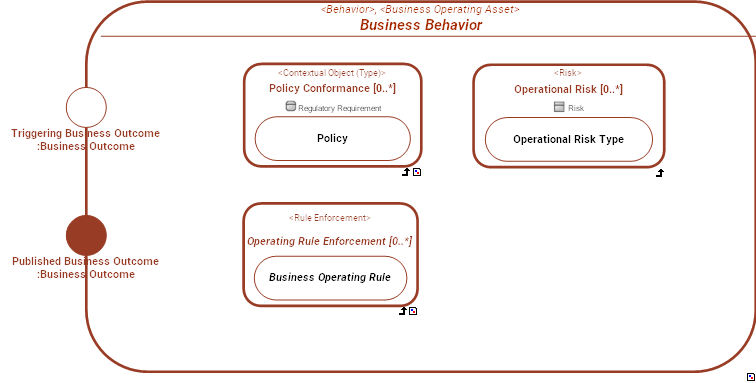 <Behavior>, <Business Operating Asset>
Business Behavior
<Contextual Object (Type)>
Policy Conformance [0..*]
Regulatory Requirement
Policy
<Risk>
Operational Risk [0..*]
Risk
Operational Risk Type
Triggering Business Outcome
:Business Outcome
<Rule Enforcement>
Operating Rule Enforcement [0..*]
Business Operating Rule
Published Business Outcome
:Business Outcome